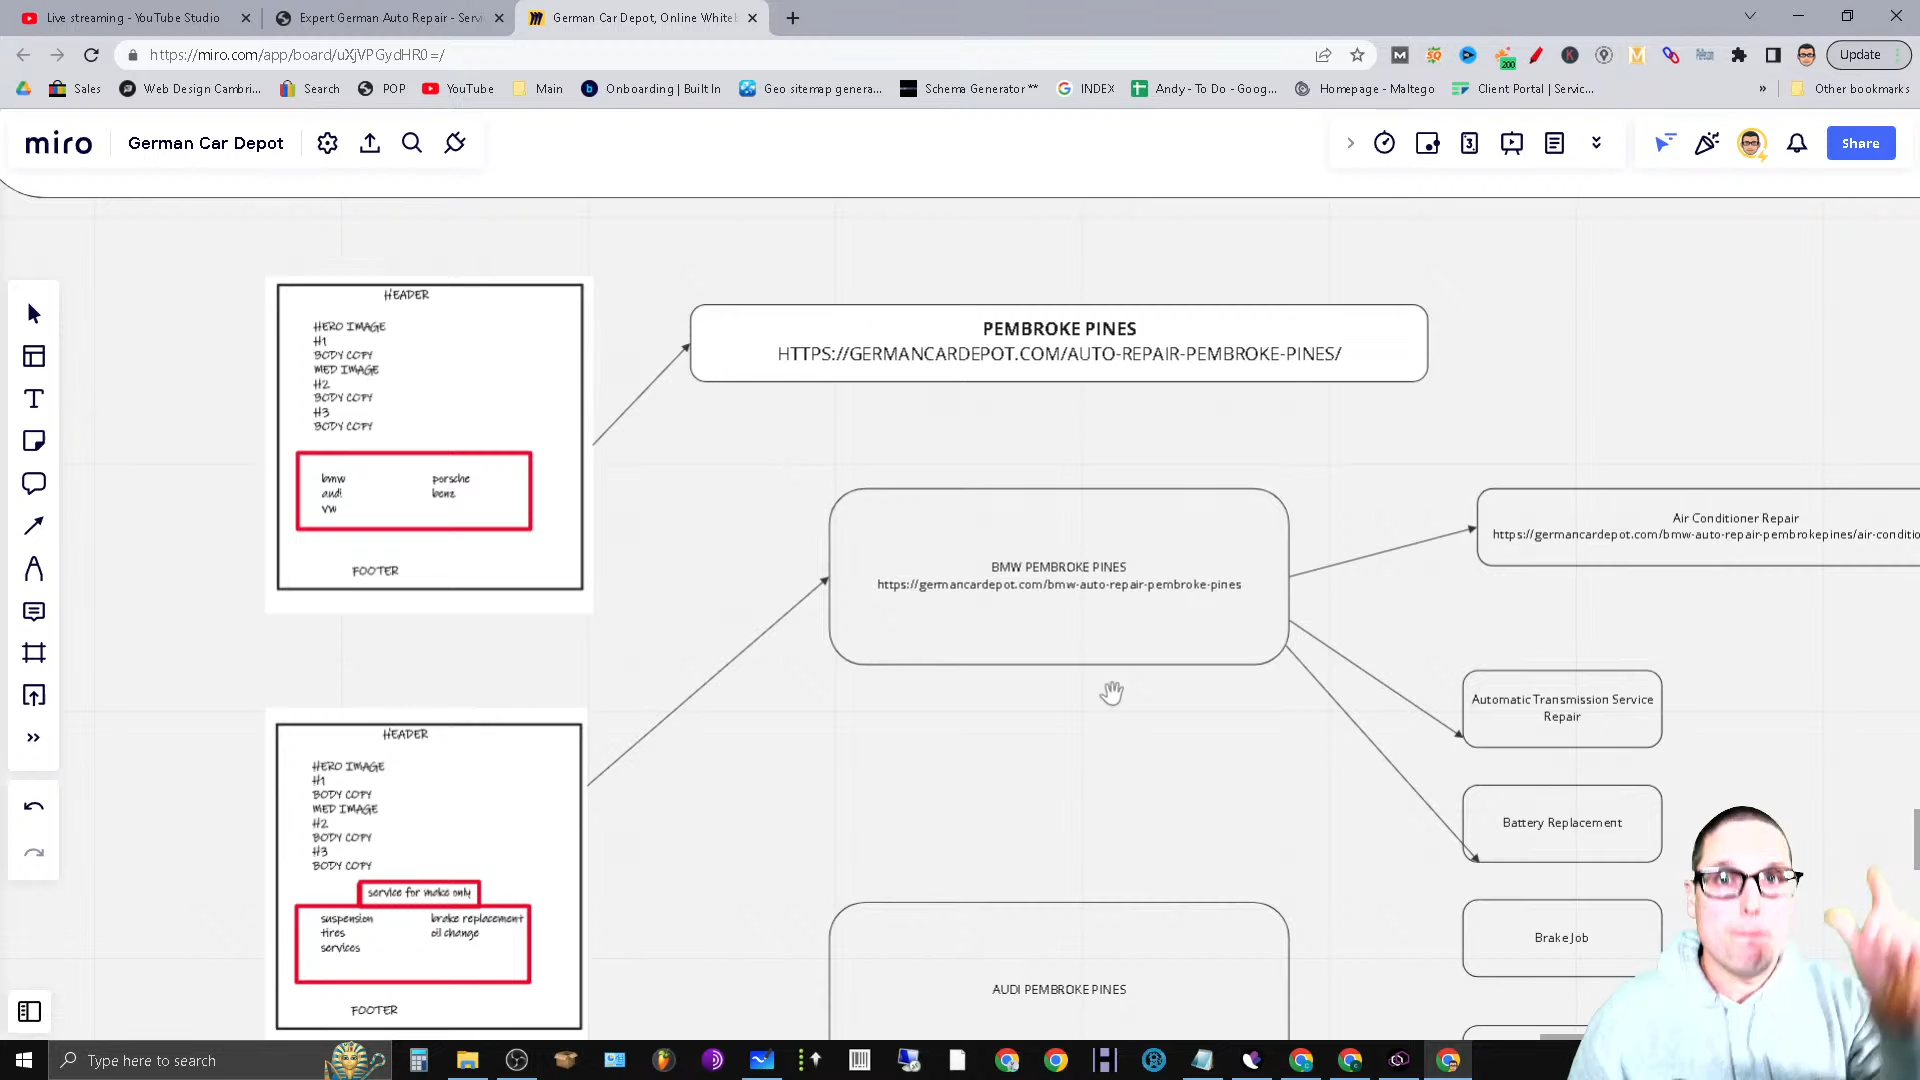 Live streaming - YouTube Studio
Expert German Auto Repair - Servi
German Car Depot, Online Whiteb
https://miro.com/app/board/uXjVPGydHR0=/
Update
Sales
Web Design Cambri...
Search
POP
YouTube
Main
Onboarding | Built In
Geo sitemap genera...
Schema Generator **
INDEX
Andy - To Do - Goog...
Homepage - Maltego
Client Portal | Servic...
»
Other bookmarks
miro
German Car Depot
Share
HEADER
HERO IMAGE
H1
BODY COPY
MED IMAGE
H2
BODY COPY
H3
BODY COPY
bmw
audi
vw
porsche
benz
FOOTER
PEMBROKE PINES
HTTPS://GERMANCARDEPOT.COM/AUTO-REPAIR-PEMBROKE-PINES/
BMW PEMBROKE PINES
https://germancardepot.com/bmw-auto-repair-pembroke-pines
Air Conditioner Repair
https://germancardepot.com/bmw-auto-repair-pembrokepines/air-conditio
Automatic Transmission Service
Repair
Battery Replacement
Brake Job
HEADER
HERO IMAGE
H1
BODY COPY
MED IMAGE
H2
BODY COPY
H3
BODY COPY
service for make only
suspension
tires
services
brake replacement
oil change
FOOTER
AUDI PEMBROKE PINES
Type here to search